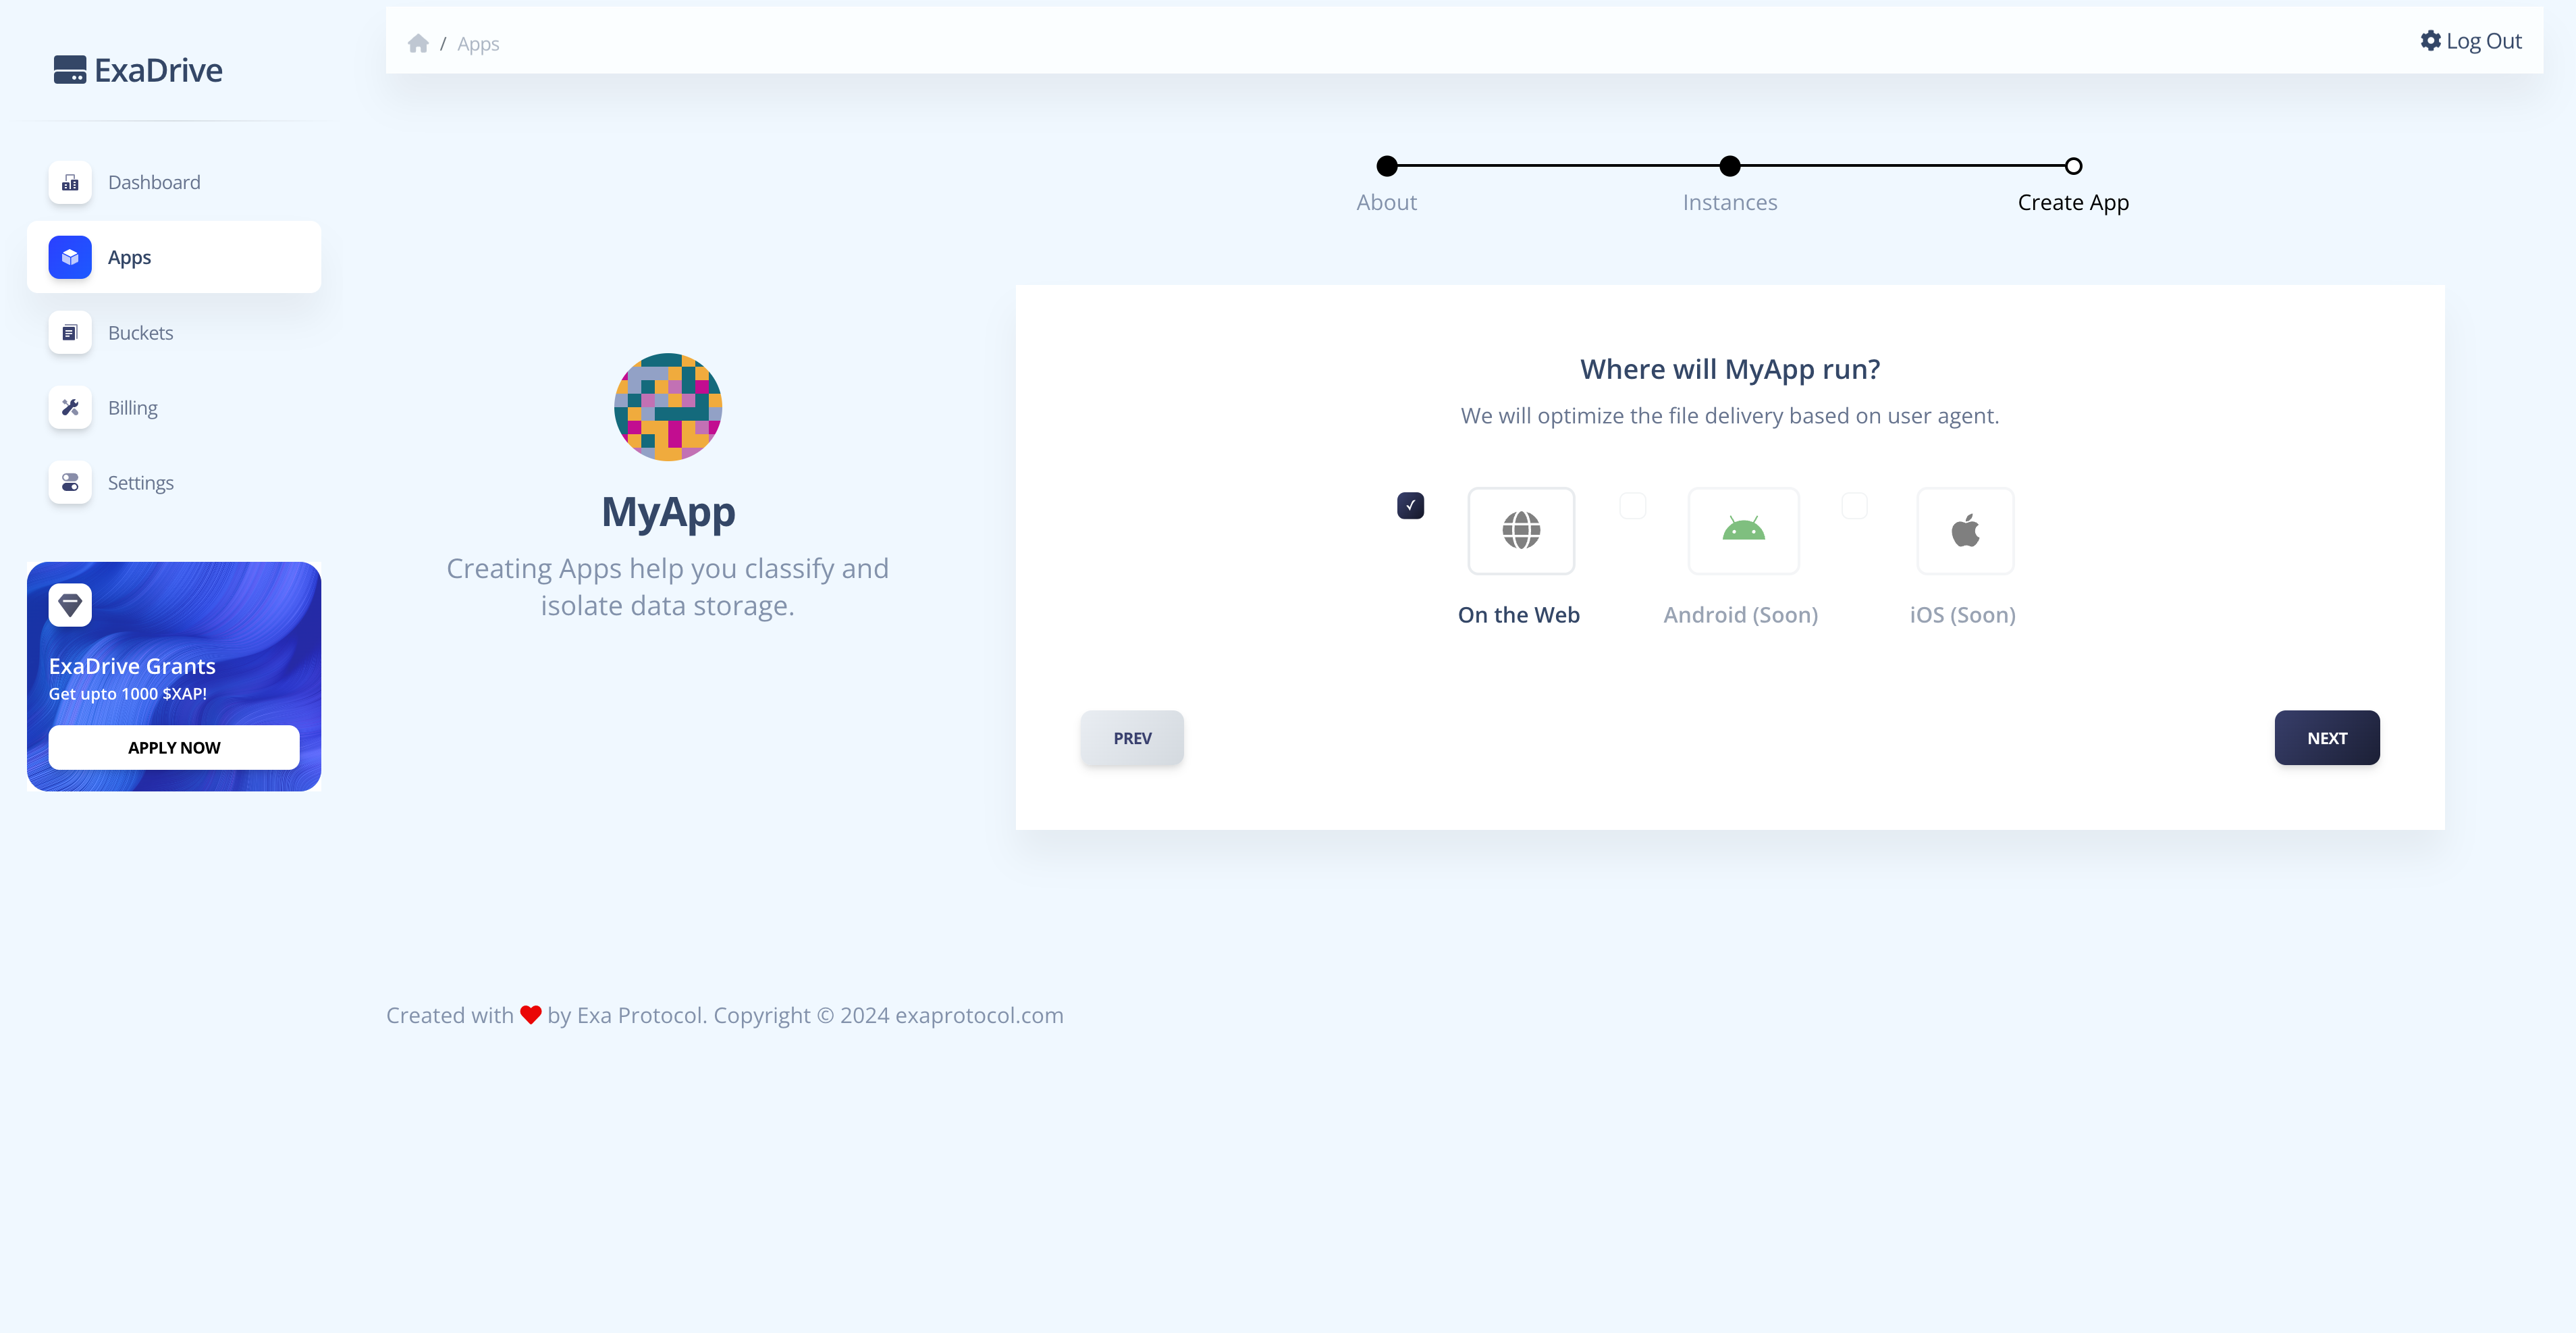 ExaDrive
Dashboard
Apps
Buckets
Billing
Settings
ExaDrive Grants
Get upto 1000 $XAP!
APPLY NOW
/ Apps
Log Out
About
Instances
Create App
MyApp
Creating Apps help you classify and
isolate data storage.
Where will MyApp run?
We will optimize the file delivery based on user agent.
On the Web
Android (Soon)
iOS (Soon)
PREV
NEXT
Created with ❤ by Exa Protocol. Copyright © 2024 exaprotocol.com